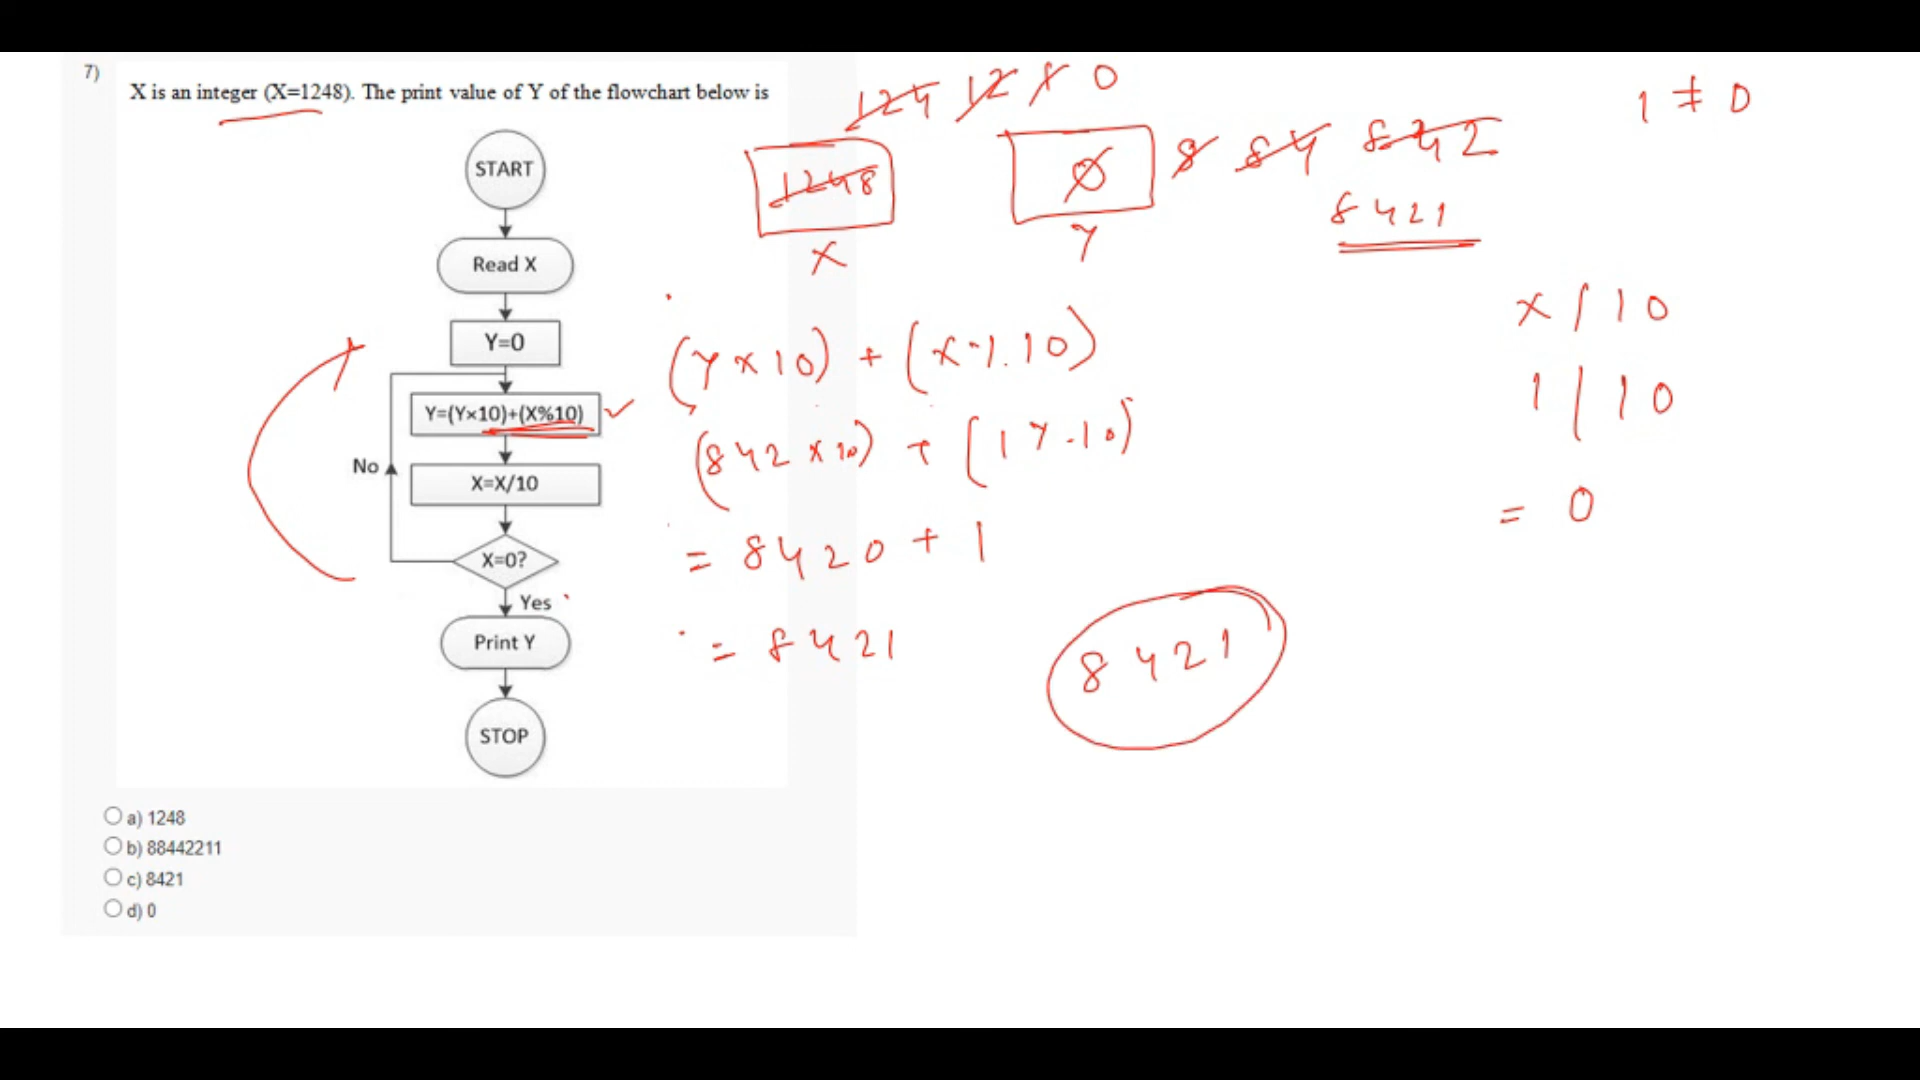 7)
X is an integer (X=1248). The print value of Y of the flowchart below is
START
Read X
Y=0
Y=(Y×10)+(X%10)
No
X=X/10
X=0?
Yes
Print Y
STOP
a) 1248
b) 88442211
c) 8421
d) 0
124 12 1 0
1248
X
0 8 84 842
8421
Y
1 ≠ 0
(Y × 10) + (X % 10)
(842 × 10) + (1 % 10)
= 8420 + 1
= 8421
8421
X / 10
1 / 10
= 0